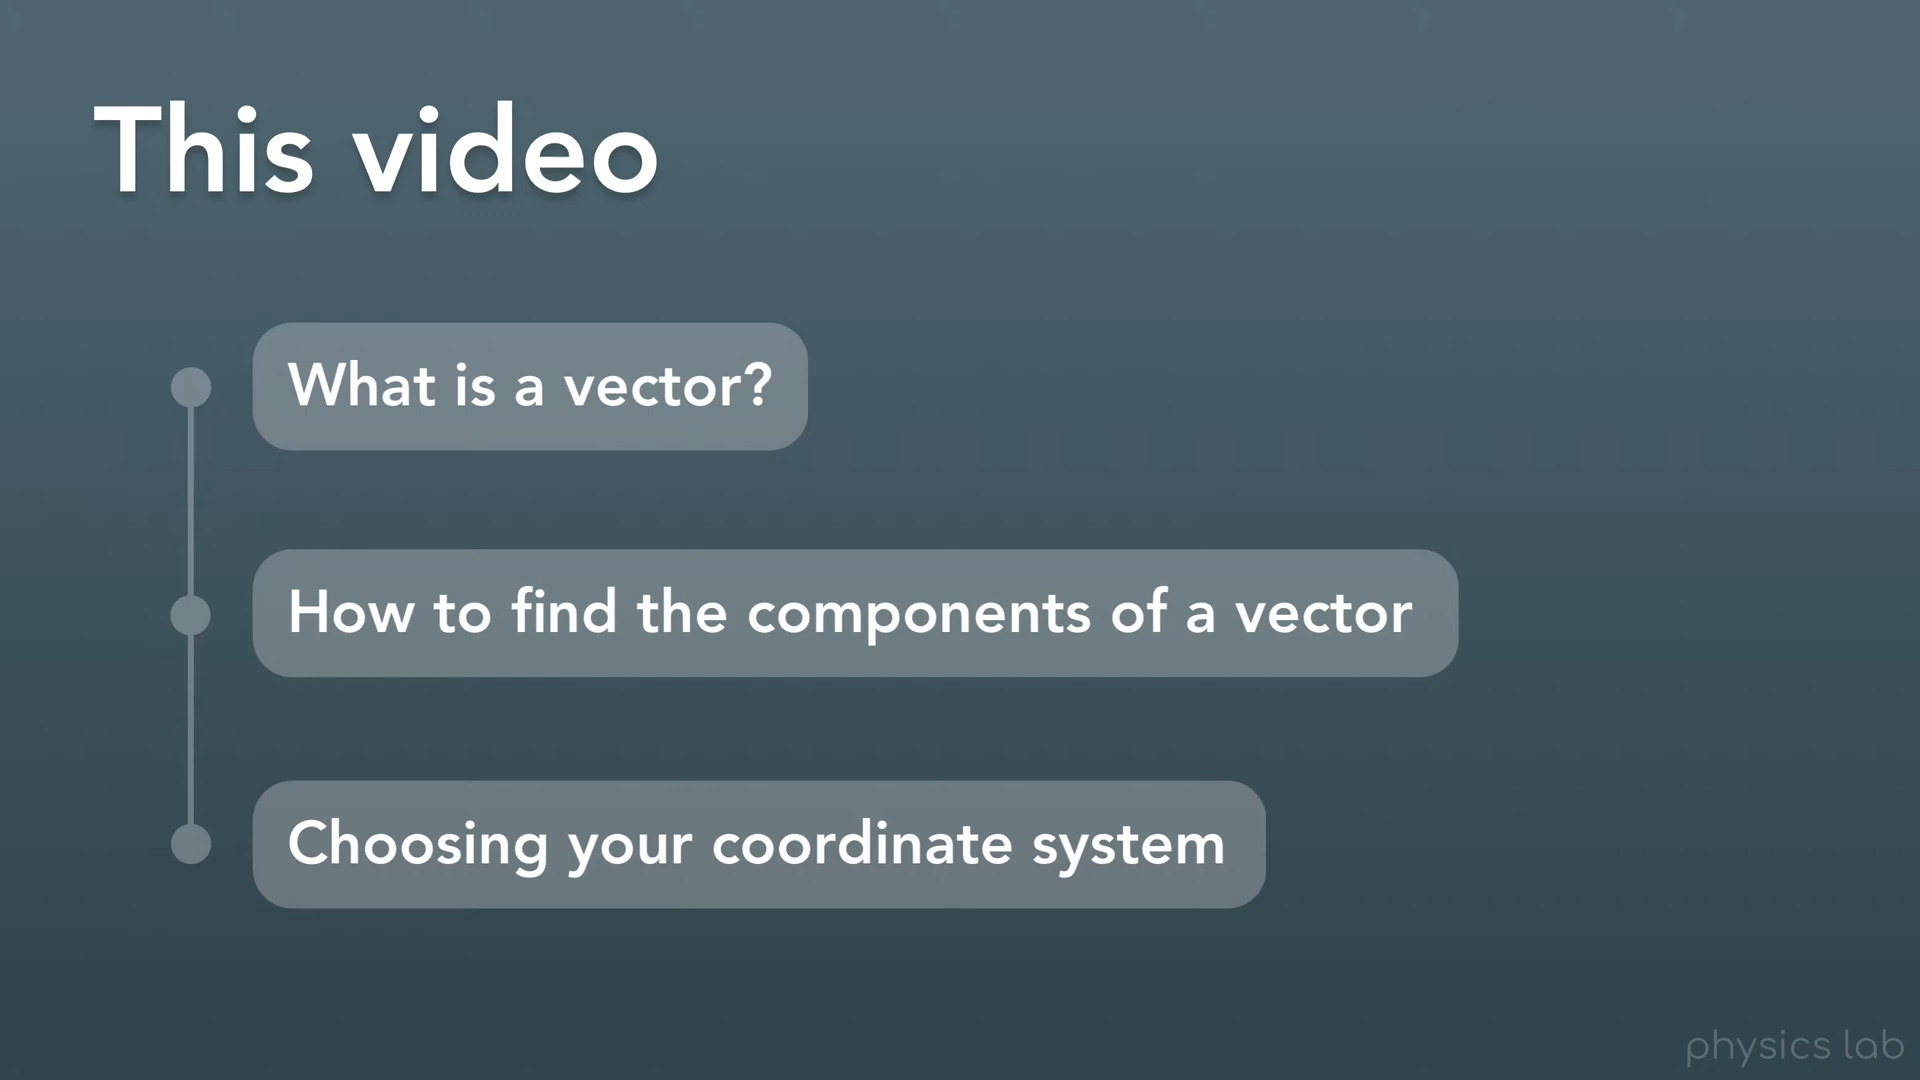 This video
What is a vector?
How to find the components of a vector
Choosing your coordinate system
physics lab